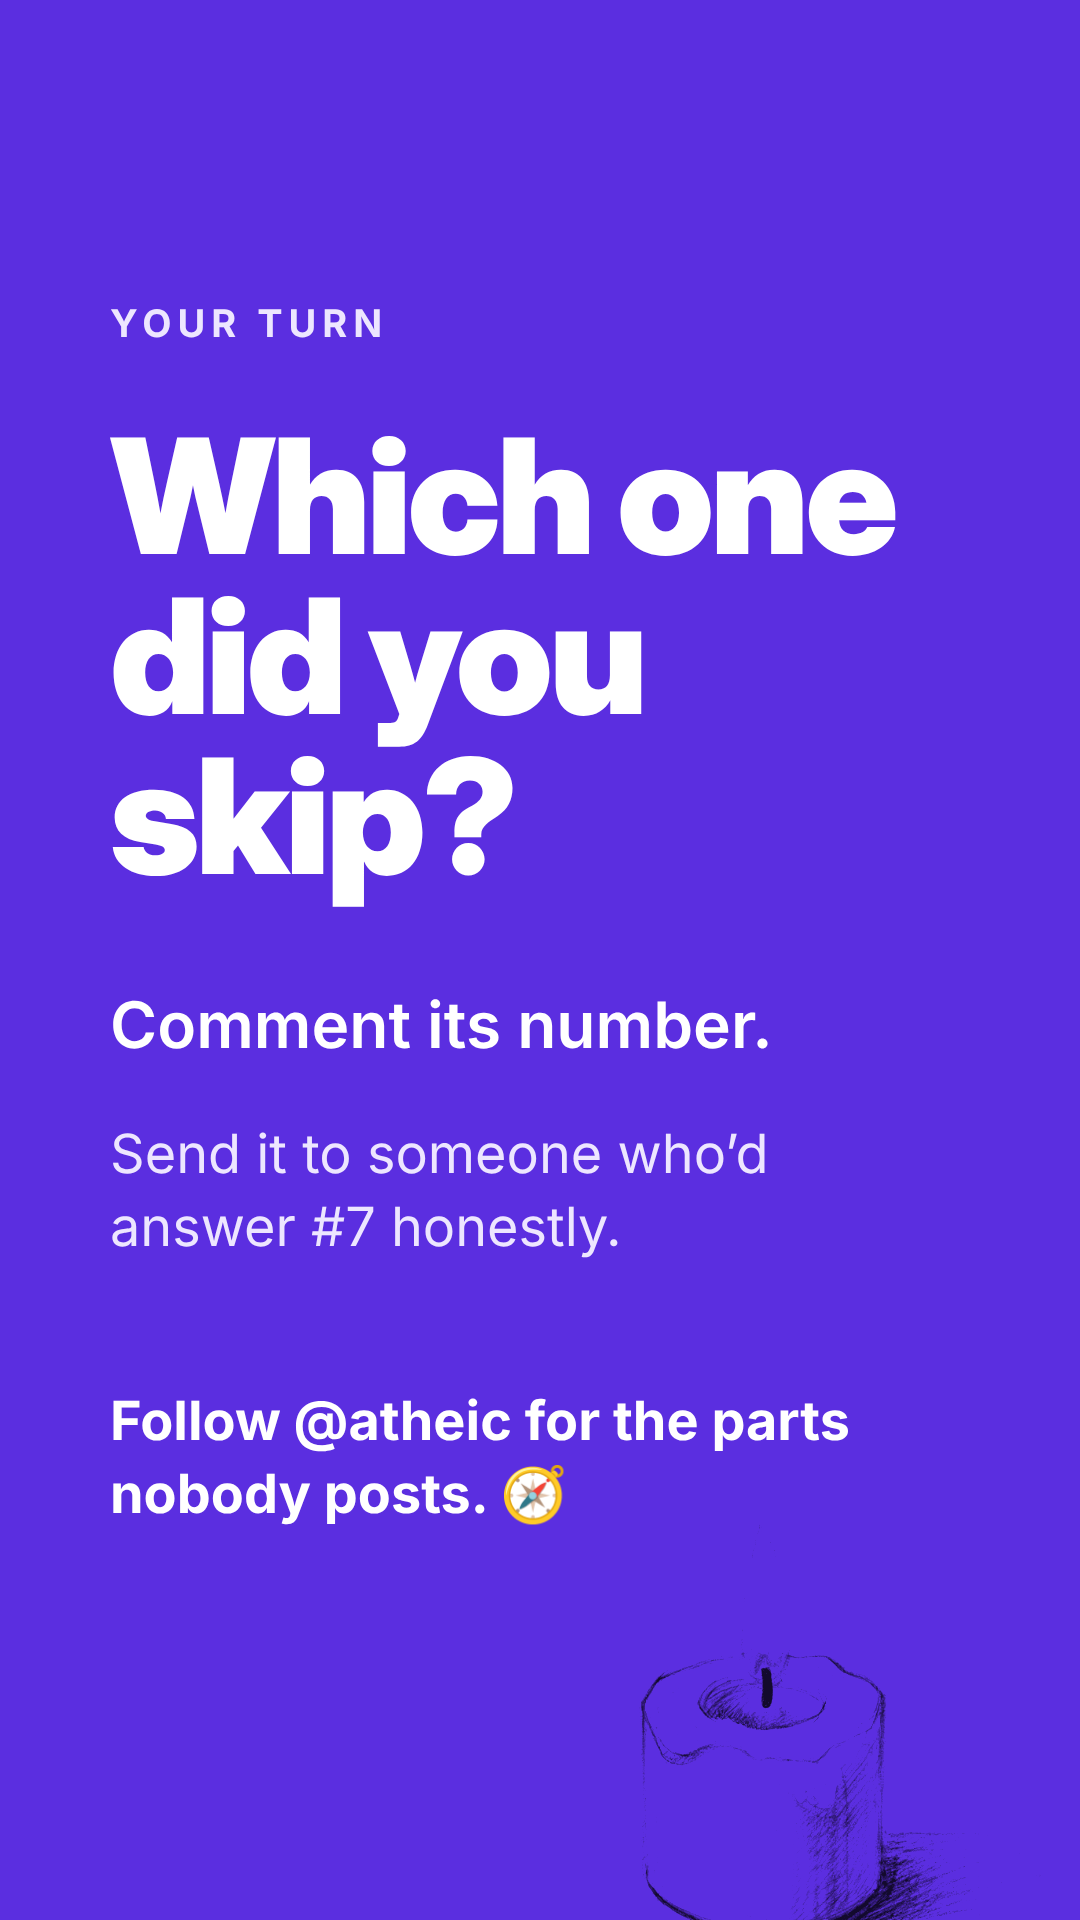 YOUR TURN
Which one
did you
skip?
Comment its number.
Send it to someone who’d
answer #7 honestly.
Follow @atheic for the parts
nobody posts. 🧭